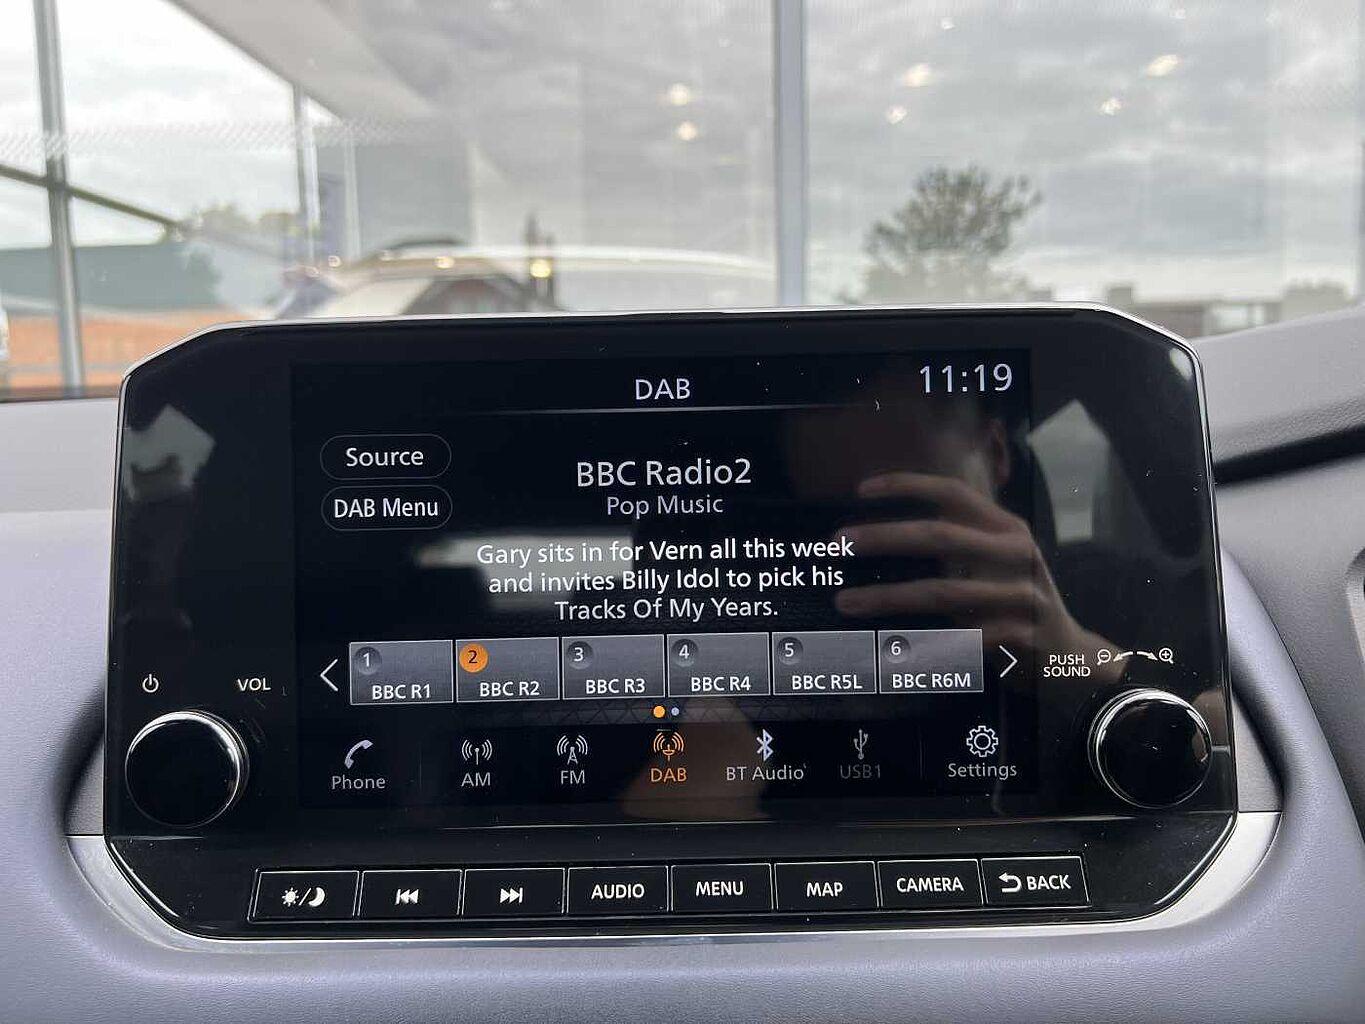 DAB
11:19
Source
DAB Menu
BBC Radio2
Pop Music
Gary sits in for Vern all this week
and invites Billy Idol to pick his
Tracks Of My Years.
1 BBC R1
2 BBC R2
3 BBC R3
4 BBC R4
5 BBC R5L
6 BBC R6M
VOL
PUSH
SOUND
Phone
AM
FM
DAB
BT Audio
USB1
Settings
AUDIO
MENU
MAP
CAMERA
BACK